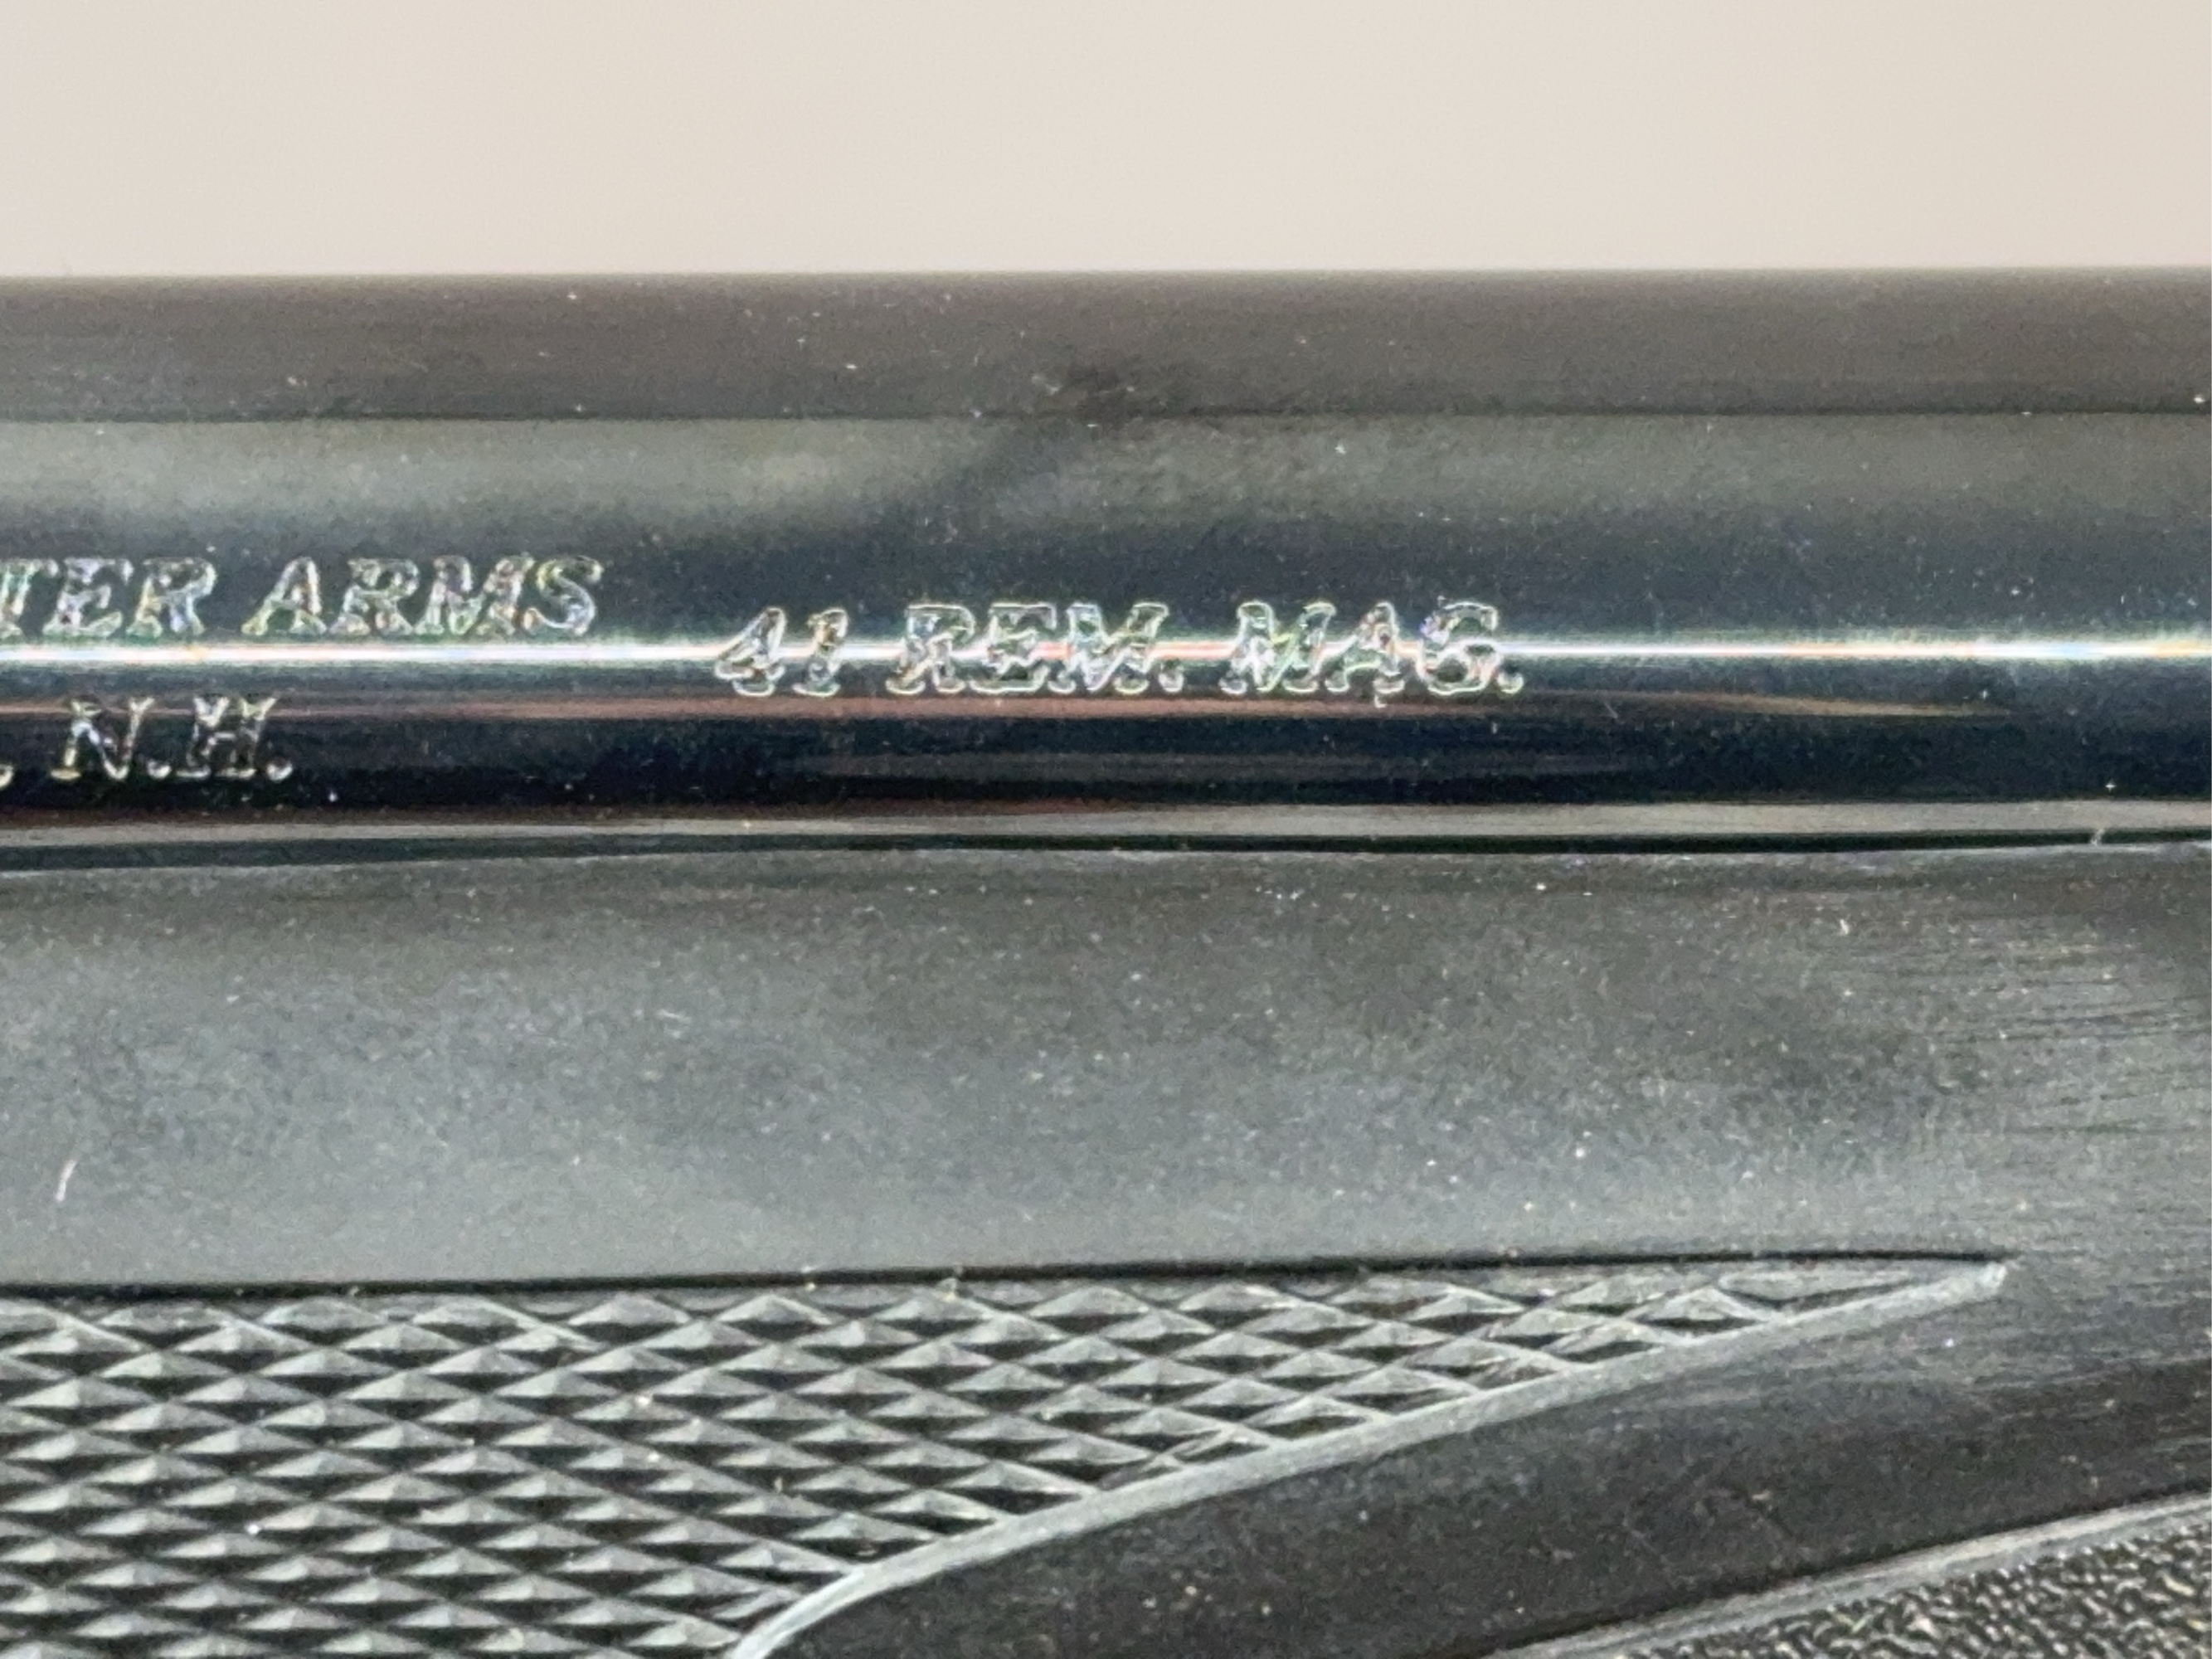 TER ARMS
41 REM. MAG.
, N.H.